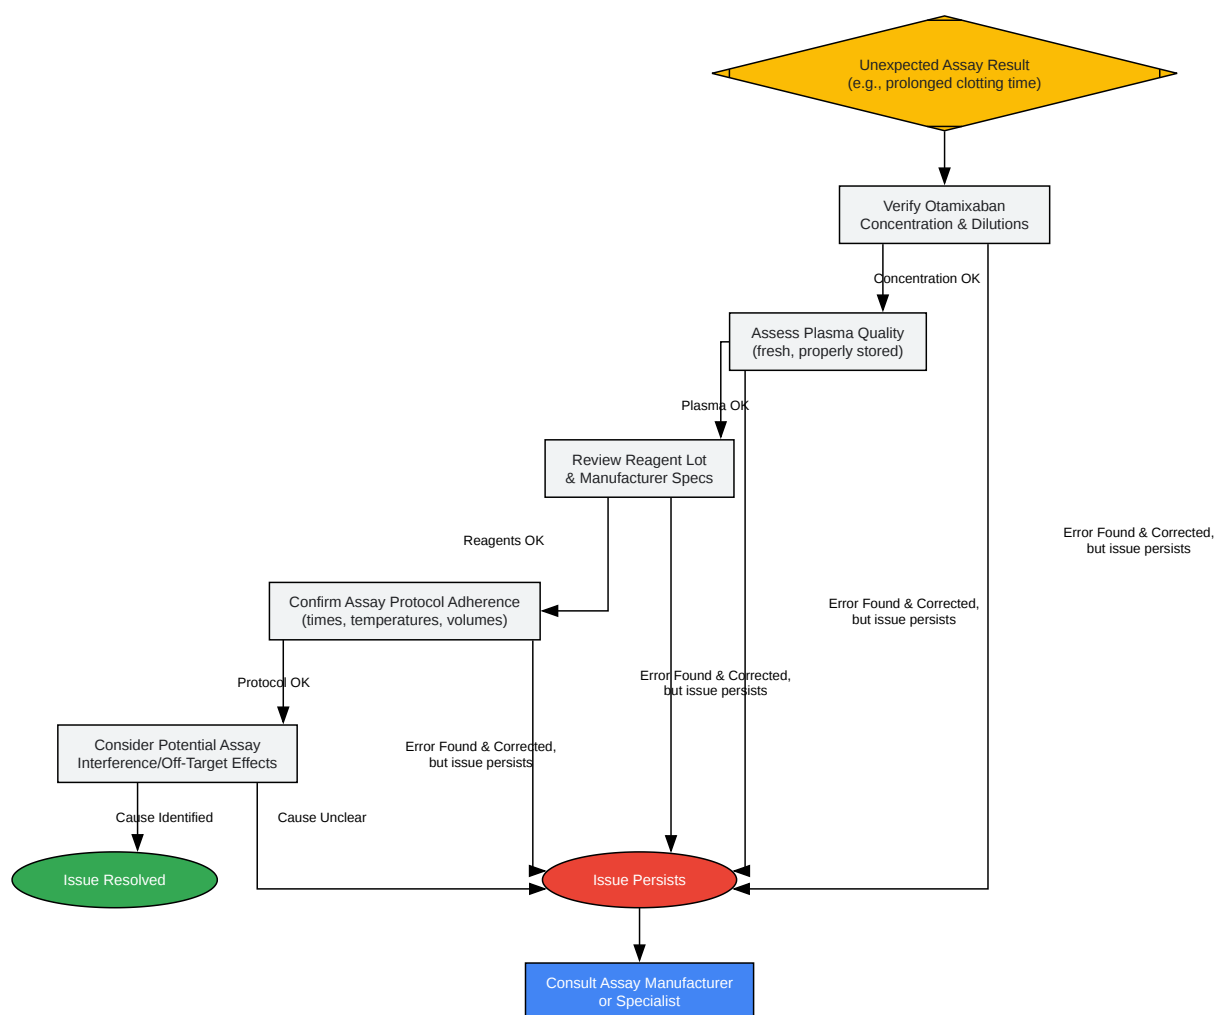 Unexpected Assay Result
(e.g., prolonged clotting time)
Verify Otamixaban
Concentration & Dilutions
Concentration OK
Assess Plasma Quality
(fresh, properly stored)
Plasma OK
Review Reagent Lot
& Manufacturer Specs
Reagents OK
Error Found & Corrected,
but issue persists
Confirm Assay Protocol Adherence
(times, temperatures, volumes)
Error Found & Corrected,
but issue persists
Protocol OK
Error Found & Corrected,
but issue persists
Consider Potential Assay
Interference/Off-Target Effects
Error Found & Corrected,
but issue persists
Cause Identified
Cause Unclear
Issue Resolved
Issue Persists
Consult Assay Manufacturer
or Specialist